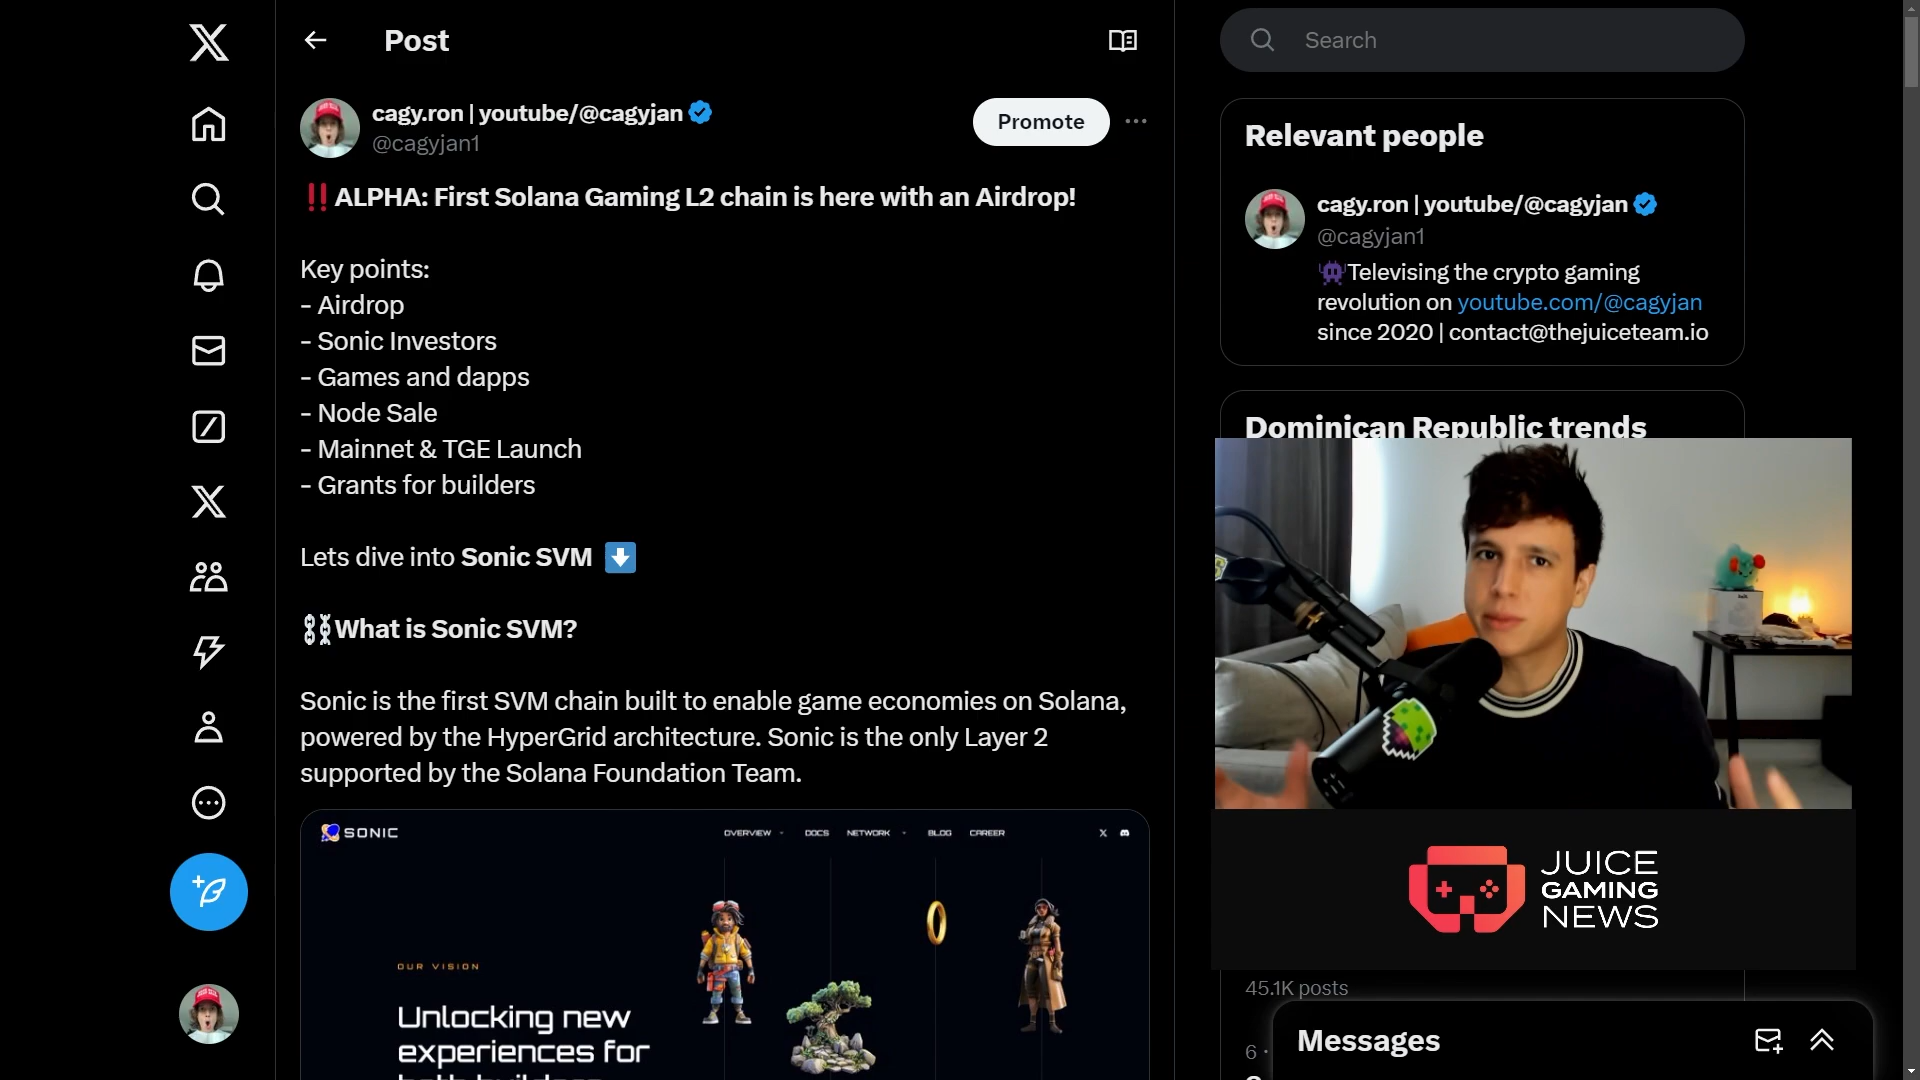 Post
Search
cagy.ron | youtube/@cagyjan
@cagyjan1
Promote
‼️ALPHA: First Solana Gaming L2 chain is here with an Airdrop!
Key points:
- Airdrop
- Sonic Investors
- Games and dapps
- Node Sale
- Mainnet & TGE Launch
- Grants for builders
Lets dive into Sonic SVM ⬇️
⛓️What is Sonic SVM?
Sonic is the first SVM chain built to enable game economies on Solana,
powered by the HyperGrid architecture. Sonic is the only Layer 2
supported by the Solana Foundation Team.
SONIC
OVERVIEW
DOCS
NETWORK
BLOG
CAREER
OUR VISION
Unlocking new
experiences for
Relevant people
cagy.ron | youtube/@cagyjan
@cagyjan1
👾Televising the crypto gaming
revolution on youtube.com/@cagyjan
since 2020 | contact@thejuiceteam.io
Dominican Republic trends
JUICE
GAMING
NEWS
45.1K posts
6 ·
Messages